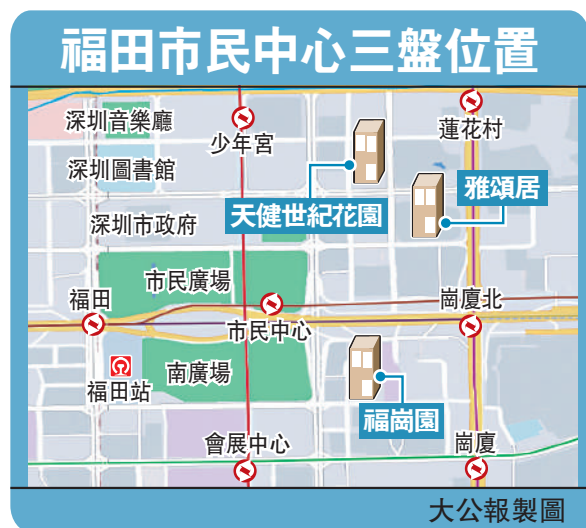 福田市民中心三盤位置
深圳音樂廳
少年宮
蓮花村
深圳圖書館
雅頌居
天健世紀花園
深圳市政府
市民廣場
福田
崗廈北
市民中心
南廣場
福田站
福崗園
會展中心
崗廈
大公報製圖